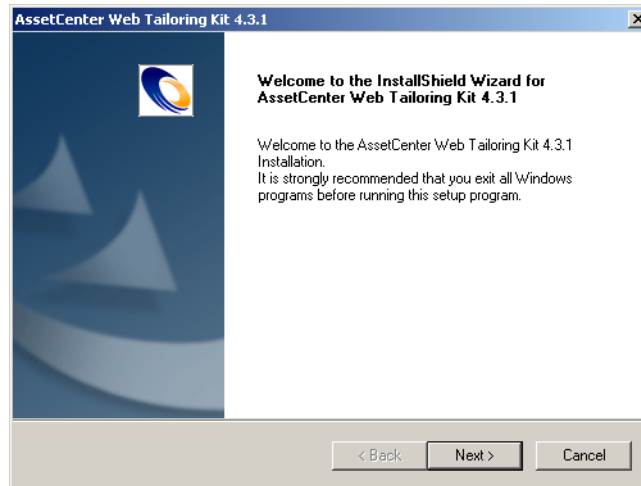 AssetCenter Web Tailoring Kit 4.3.1
Welcome to the InstallShield Wizard for
AssetCenter Web Tailoring Kit 4.3.1
Welcome to the AssetCenter Web Tailoring Kit 4.3.1
Installation.
It is strongly recommended that you exit all Windows
programs before running this setup program.
< Back
Next >
Cancel